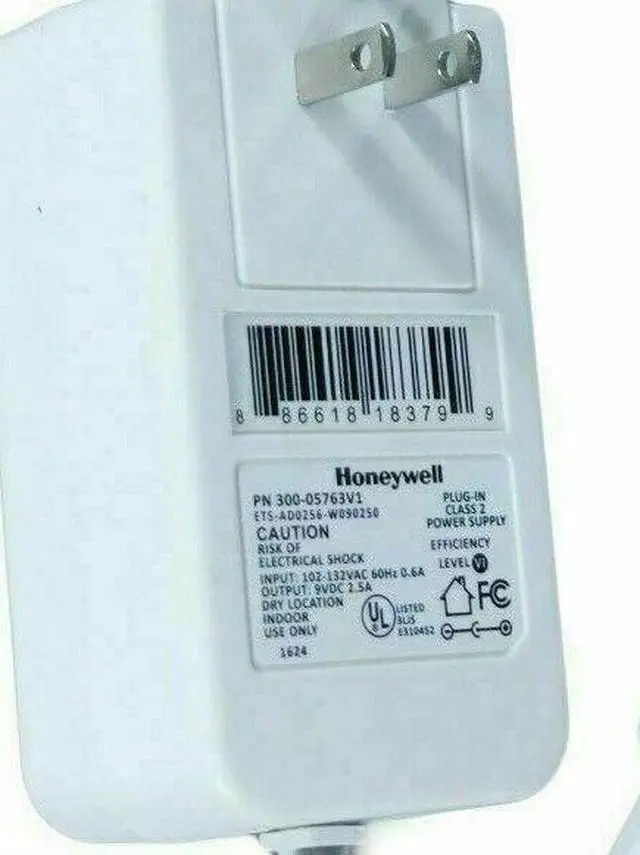 8 86618 18379 9
Honeywell
PN 300-05763V1
ETS-AD0256-W090250
CAUTION
RISK OF
ELECTRICAL SHOCK
INPUT: 102-132VAC 60Hz 0.6A
OUTPUT: 9VDC 2.5A
DRY LOCATION
INDOOR
USE ONLY
1624
PLUG-IN
CLASS 2
POWER SUPPLY
EFFICIENCY
LEVEL VI
UL
LISTED
3LJS
E310452
FC